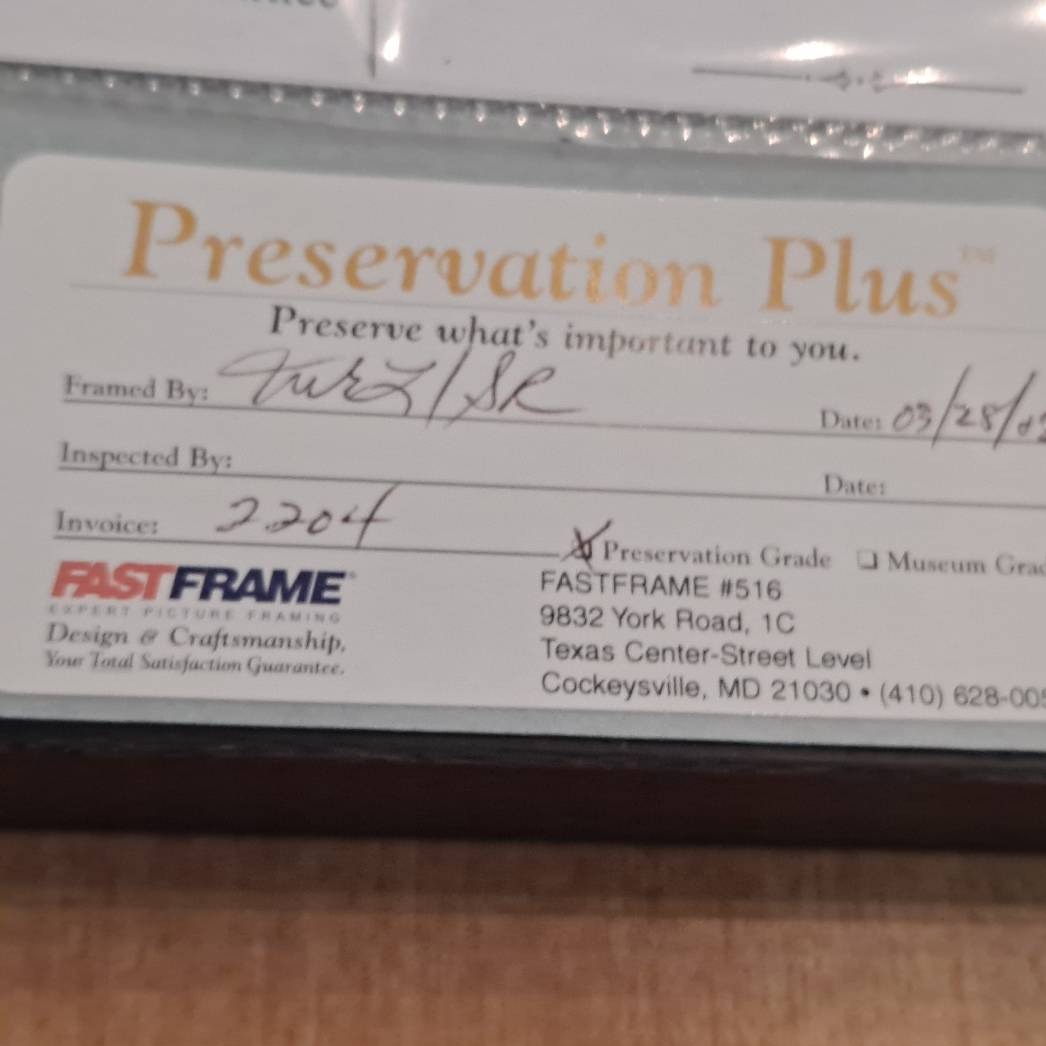 Preservation Plus™
Preserve what's important to you.
Framed By:
Date: 03/28/
Inspected By:
Date:
Invoice: 2204
Preservation Grade ❏ Museum
FASTFRAME
EXPERT PICTURE FRAMING
Design & Craftsmanship,
Your Total Satisfaction Guarantee.
FASTFRAME #516
9832 York Road, 1C
Texas Center-Street Level
Cockeysville, MD 21030 • (410) 628-00